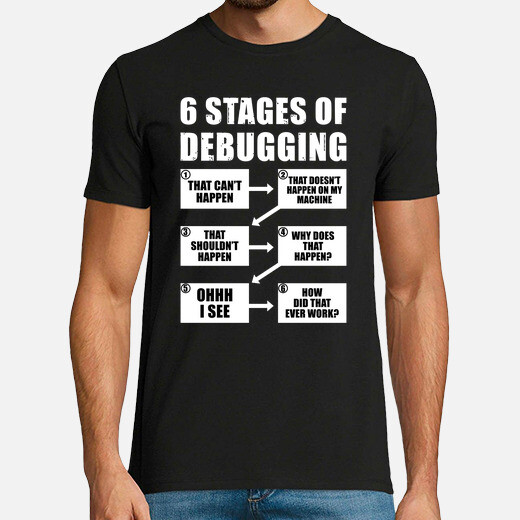 6 STAGES OF
DEBUGGING
1
THAT CAN'T
HAPPEN
2
THAT DOESN'T
HAPPEN ON MY
MACHINE
3
THAT
SHOULDN'T
HAPPEN
4
WHY DOES
THAT
HAPPEN?
5
OHHH
I SEE
6
HOW
DID THAT
EVER WORK?